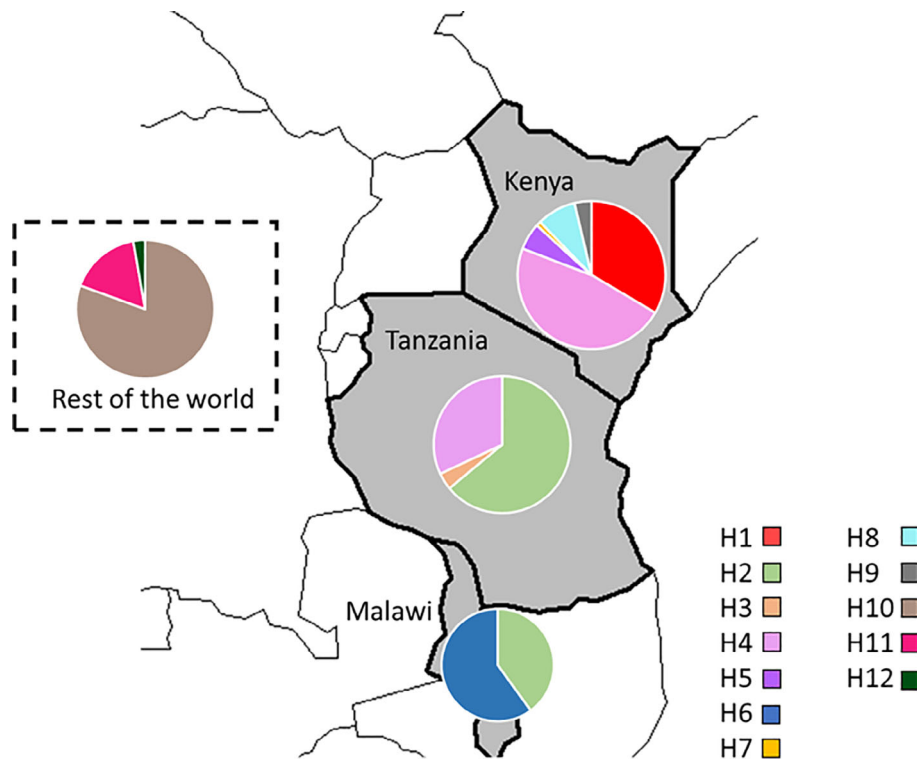 Kenya
Tanzania
Rest of the world
Malawi
H1
H2
H3
H4
H5
H6
H7
H8
H9
H10
H11
H12